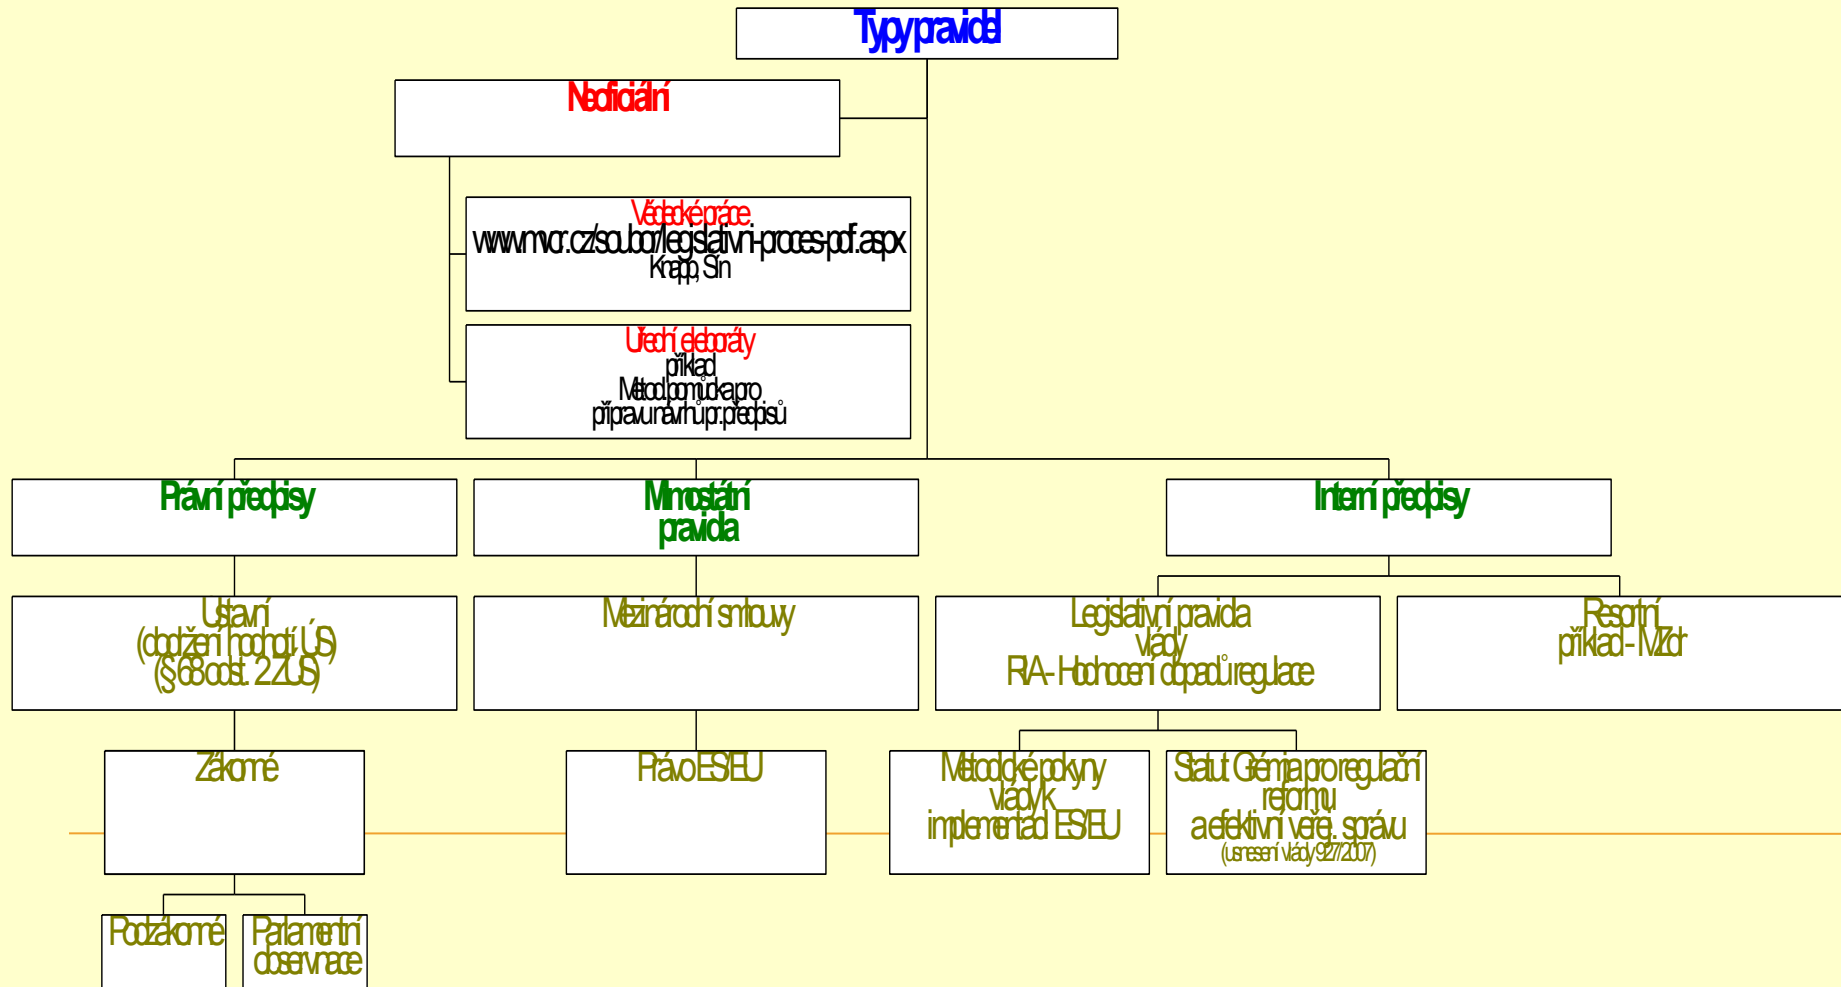 Typy pravidel
Neoficiální
Vědecké práce
www.mvcr.cz/soubor/legislativni-proces-pdf.aspx
Knapp, Šín
Úřední elaboráty
příklad
Metod.pomůcka pro
přípravu návrhů pr.předpisů
Právní předpisy
Mimostátní
pravidla
Interní předpisy
Ústavní
(dodržení hodnotí ÚS)
(§ 68 odst. 2 ZÚS)
Mezinárodní smlouvy
Legislativní pravidla
vlády
RIA - Hodnocení dopadů regulace
Resortní
příklad - MZdr
Zákonné
Právo ES/EU
Metodické pokyny
vlády k
implementaci ES/EU
Statut Grémia pro regulační
reformu
a efektivní veřej. správu
(usnesení vlády 927/2007)
Podzákonné
Parlamentní
observnace